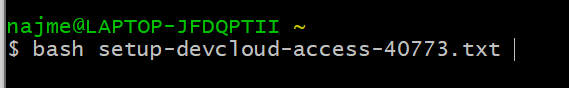 najme@LAPTOP-JFDQPTII ~
$ bash setup-devcloud-access-40773.txt